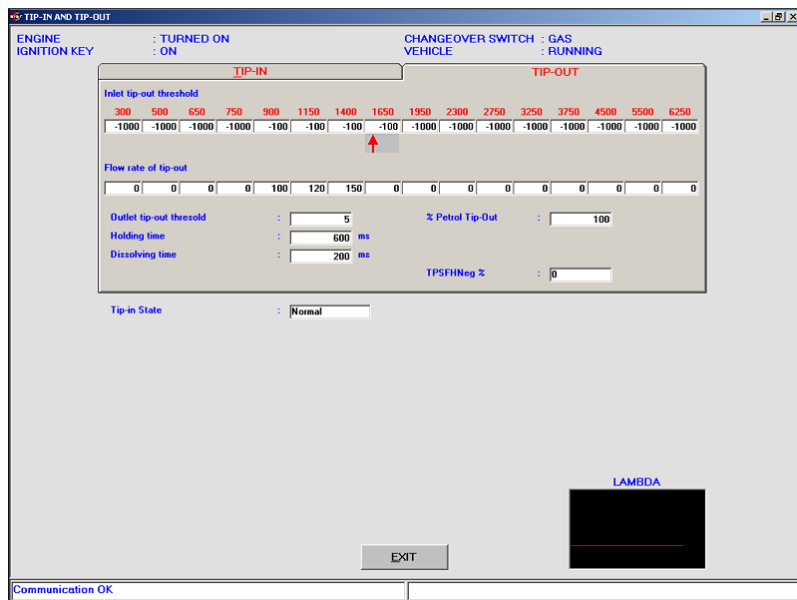 TIP-IN AND TIP-OUT
ENGINE : TURNED ON CHANGEOVER SWITCH : GAS
IGNITION KEY : ON VEHICLE : RUNNING
TIP-IN TIP-OUT
Inlet tip-out threshold
300 500 650 750 900 1150 1400 1650 1950 2300 2750 3250 3750 4500 5500 6250
-1000 -1000 -1000 -1000 -100 -100 -100 -100 -1000 -1000 -1000 -1000 -1000 -1000 -1000 -1000
Flow rate of tip-out
0 0 0 0 100 120 150 0 0 0 0 0 0 0 0 0
Outlet tip-out thresold : 5 % Petrol Tip-Out : 100
Holding time : 600 ms
Dissolving time : 200 ms
TPSFHNeg % : 0
Tip-in State : Normal
LAMBDA
EXIT
Communication OK